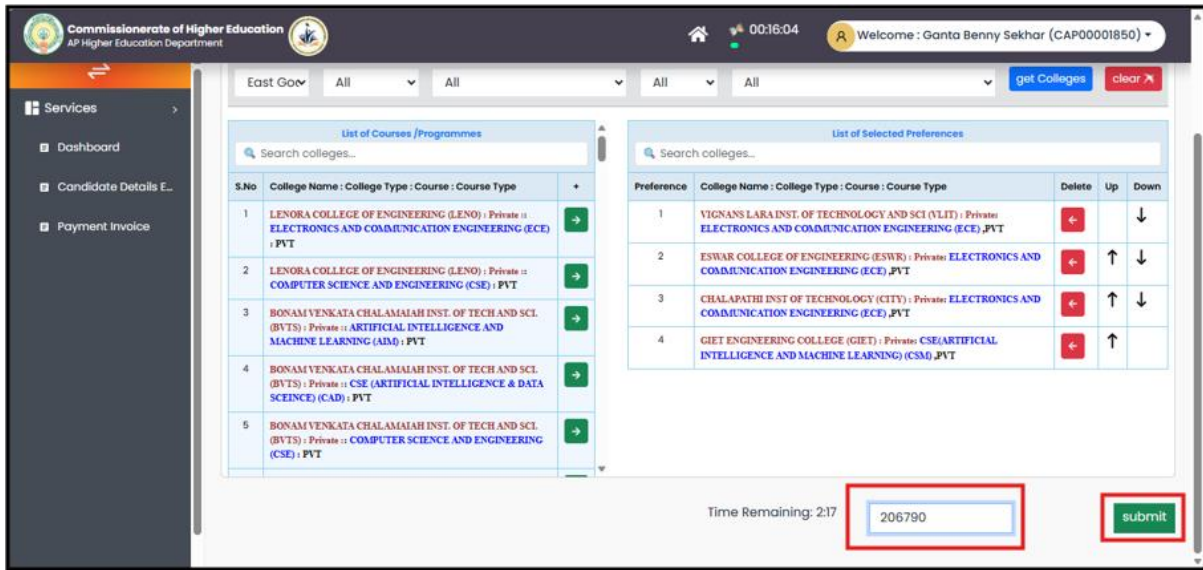 Commissionerate of Higher Education
AP Higher Education Department
00:16:04
Welcome : Ganta Benny Sekhar (CAP00001850)
Services
Dashboard
Candidate Details E...
Payment Invoice
East Go
All
All
All
All
get Colleges
clear
List of Courses /Programmes
Search colleges...
S.No College Name : College Type : Course : Course Type +
1 LENORA COLLEGE OF ENGINEERING (LENO) : Private ::
ELECTRONICS AND COMMUNICATION ENGINEERING (ECE)
: PVT
2 LENORA COLLEGE OF ENGINEERING (LENO) : Private ::
COMPUTER SCIENCE AND ENGINEERING (CSE) : PVT
3 BONAM VENKATA CHALAMAIAH INST. OF TECH AND SCI.
(BVTS) : Private :: ARTIFICIAL INTELLIGENCE AND
MACHINE LEARNING (AIM) : PVT
4 BONAM VENKATA CHALAMAIAH INST. OF TECH AND SCI.
(BVTS) : Private :: CSE (ARTIFICIAL INTELLIGENCE & DATA
SCEINCE) (CAD) : PVT
5 BONAM VENKATA CHALAMAIAH INST. OF TECH AND SCI.
(BVTS) : Private :: COMPUTER SCIENCE AND ENGINEERING
(CSE) : PVT
List of Selected Preferences
Search colleges...
Preference College Name : College Type : Course : Course Type Delete Up Down
1 VIGNANS LARA INST. OF TECHNOLOGY AND SCI (VLIT) : Private:
ELECTRONICS AND COMMUNICATION ENGINEERING (ECE) ,PVT
2 ESWAR COLLEGE OF ENGINEERING (ESWR) : Private: ELECTRONICS AND
COMMUNICATION ENGINEERING (ECE) ,PVT
3 CHALAPATHI INST OF TECHNOLOGY (CITY) : Private: ELECTRONICS AND
COMMUNICATION ENGINEERING (ECE) ,PVT
4 GIET ENGINEERING COLLEGE (GIET) : Private: CSE(ARTIFICIAL
INTELLIGENCE AND MACHINE LEARNING) (CSM) ,PVT
Time Remaining: 2:17
206790
submit